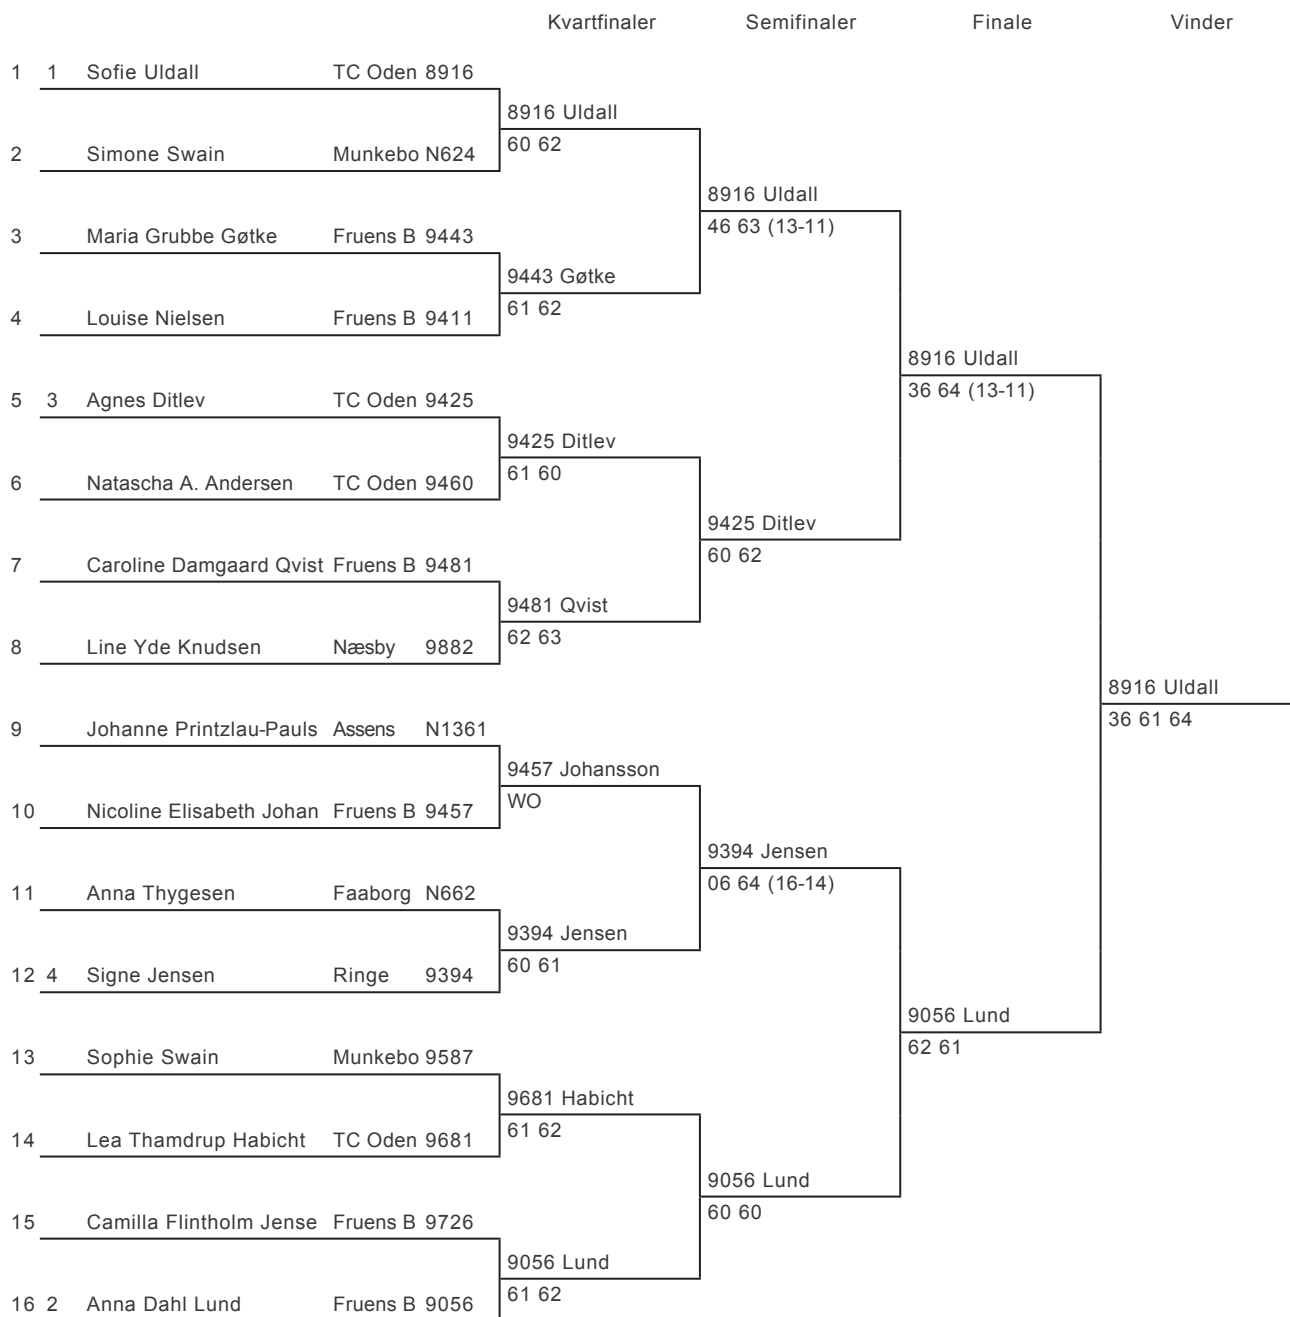 Kvartfinaler Semifinaler Finale Vinder
1 1 Sofie Uldall TC Oden 8916
8916 Uldall
60 62
2 Simone Swain Munkebo N624
8916 Uldall
46 63 (13-11)
3 Maria Grubbe Gøtke Fruens B 9443
9443 Gøtke
61 62
4 Louise Nielsen Fruens B 9411
8916 Uldall
36 64 (13-11)
5 3 Agnes Ditlev TC Oden 9425
9425 Ditlev
61 60
6 Natascha A. Andersen TC Oden 9460
9425 Ditlev
60 62
7 Caroline Damgaard Qvist Fruens B 9481
9481 Qvist
62 63
8 Line Yde Knudsen Næsby 9882
8916 Uldall
36 61 64
9 Johanne Printzlau-Pauls Assens N1361
9457 Johansson
WO
10 Nicoline Elisabeth Johan Fruens B 9457
9394 Jensen
06 64 (16-14)
11 Anna Thygesen Faaborg N662
9394 Jensen
60 61
12 4 Signe Jensen Ringe 9394
9056 Lund
62 61
13 Sophie Swain Munkebo 9587
9681 Habicht
61 62
14 Lea Thamdrup Habicht TC Oden 9681
9056 Lund
60 60
15 Camilla Flintholm Jense Fruens B 9726
9056 Lund
61 62
16 2 Anna Dahl Lund Fruens B 9056